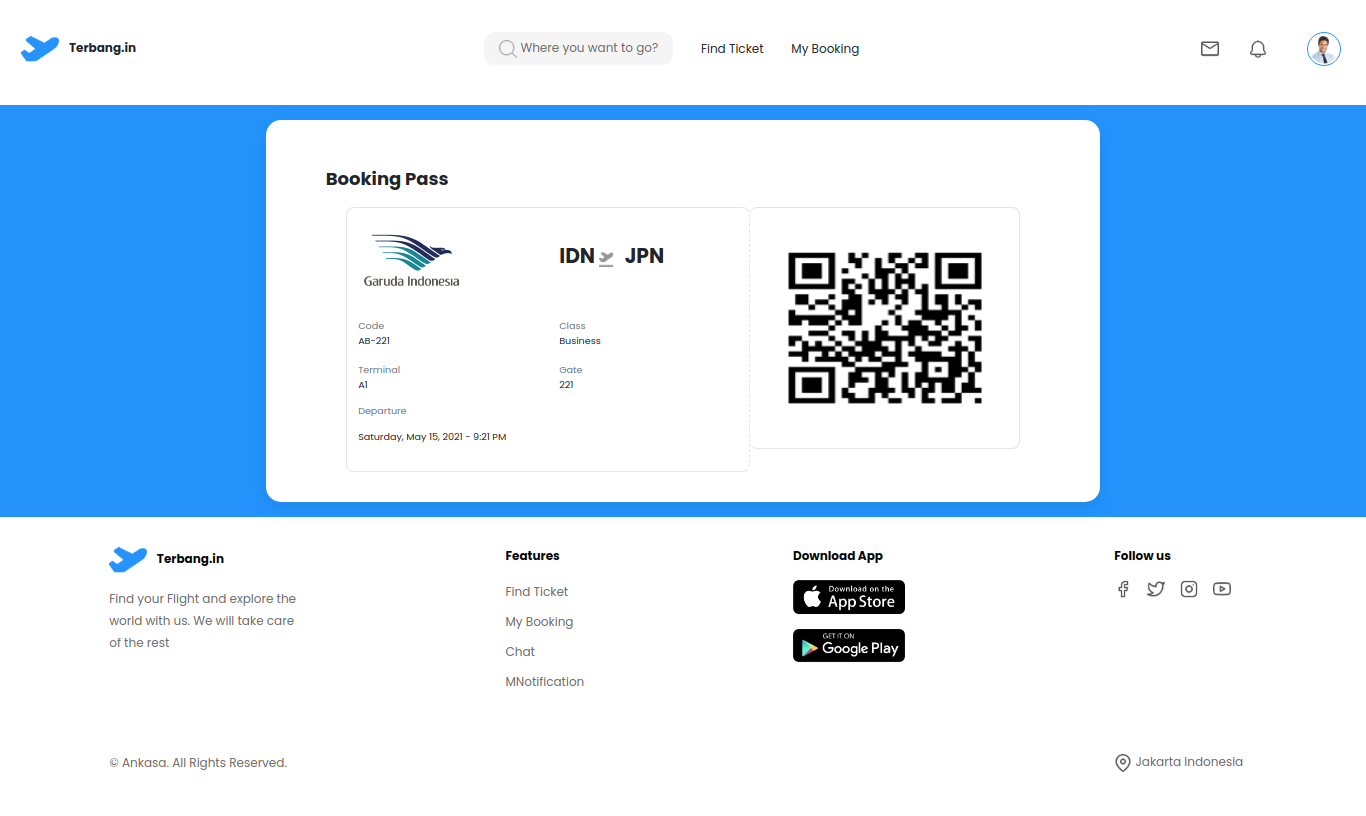 Terbang.in
Where you want to go?
Find Ticket
My Booking
Booking Pass
Garuda Indonesia
IDN JPN
Code
AB-221
Class
Business
Terminal
A1
Gate
221
Departure
Saturday, May 15, 2021 - 9:21 PM
Terbang.in
Find your Flight and explore the
world with us. We will take care
of the rest
Features
Find Ticket
My Booking
Chat
MNotification
Download App
Download on the
App Store
GET IT ON
Google Play
Follow us
© Ankasa. All Rights Reserved.
Jakarta Indonesia